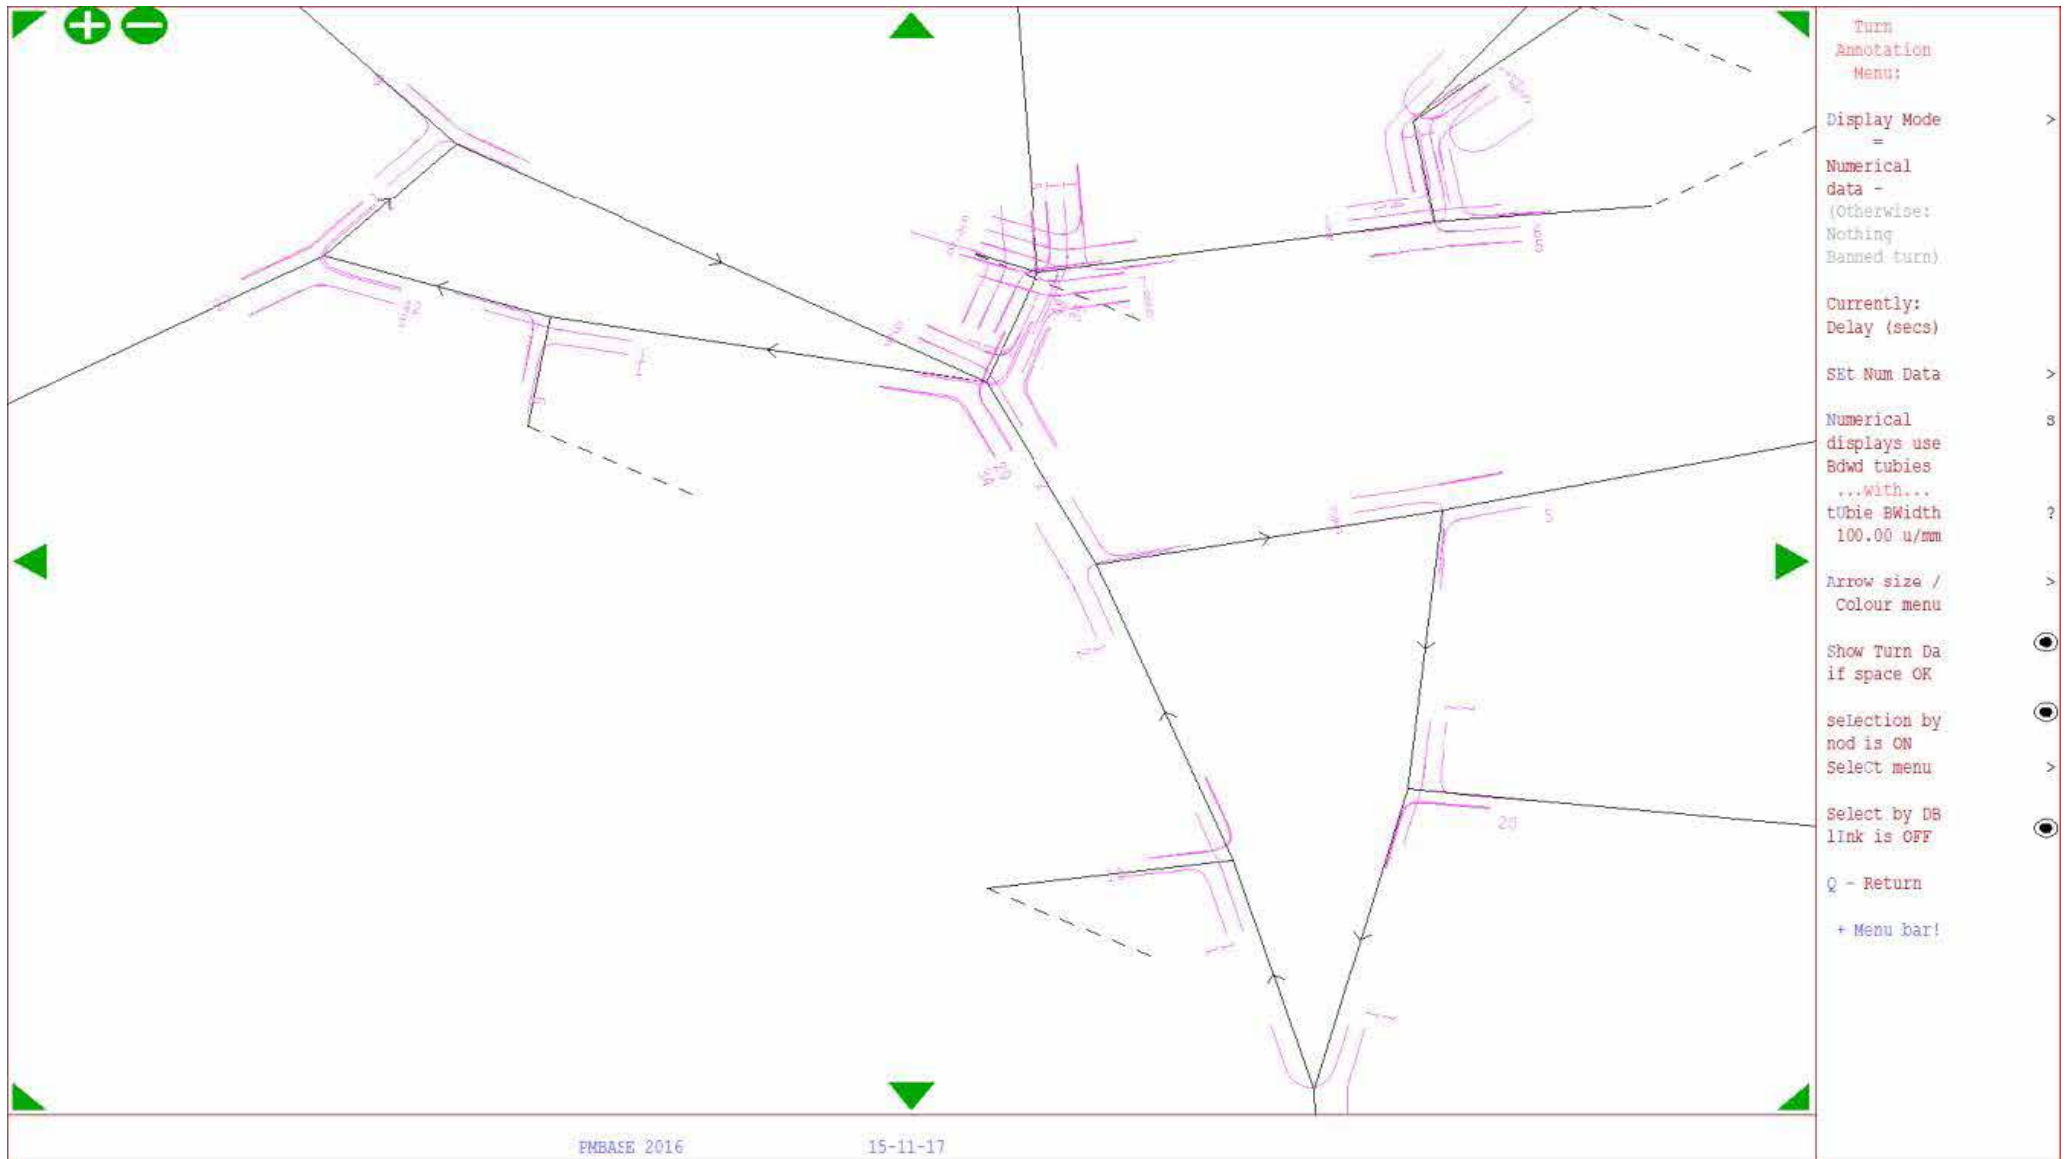 Turn
Annotation
Menu:
Display Mode >
=
Numerical
data -
(Otherwise:
Nothing
Banned turn)
Currently:
Delay (secs)
SEt Num Data >
Numerical s
displays use
Bdwd tubies
...with...
tUbie BWidth ?
100.00 u/mm
Arrow size / >
Colour menu
Show Turn Da
if space OK
seLection by
nod is ON
SeleCt menu >
Select by DB
lInk is OFF
Q - Return
+ Menu bar!
5
20
PMBASE 2016 15-11-17